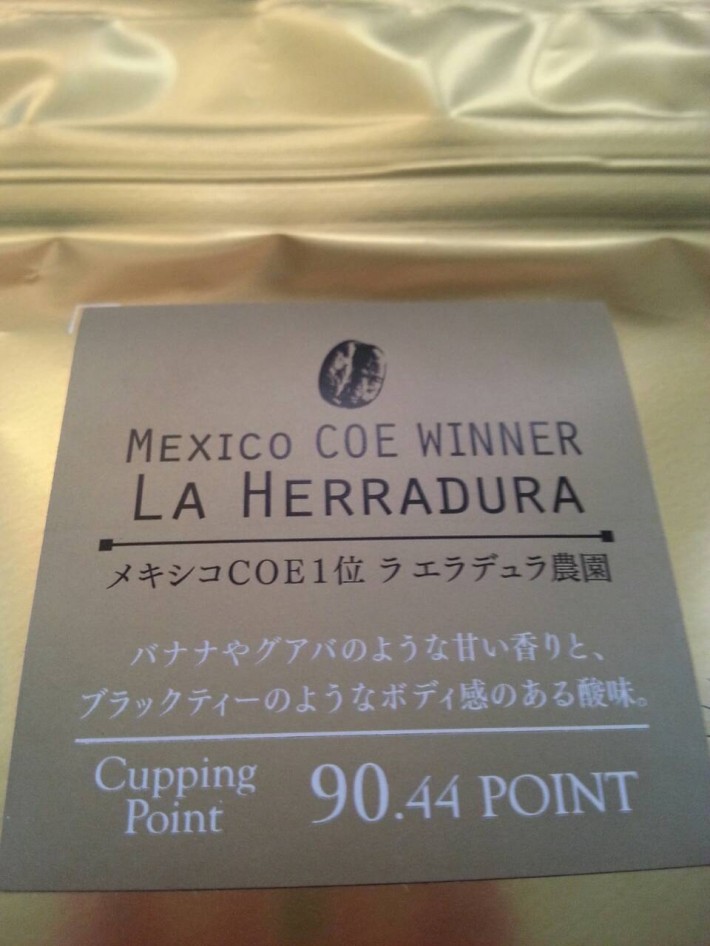 MEXICO COE WINNER
LA HERRADURA
メキシコCOE1位 ラ エラデュラ農園
バナナやグアバのような甘い香りと、
ブラックティーのようなボディ感のある酸味。
Cupping
Point
90.44 POINT